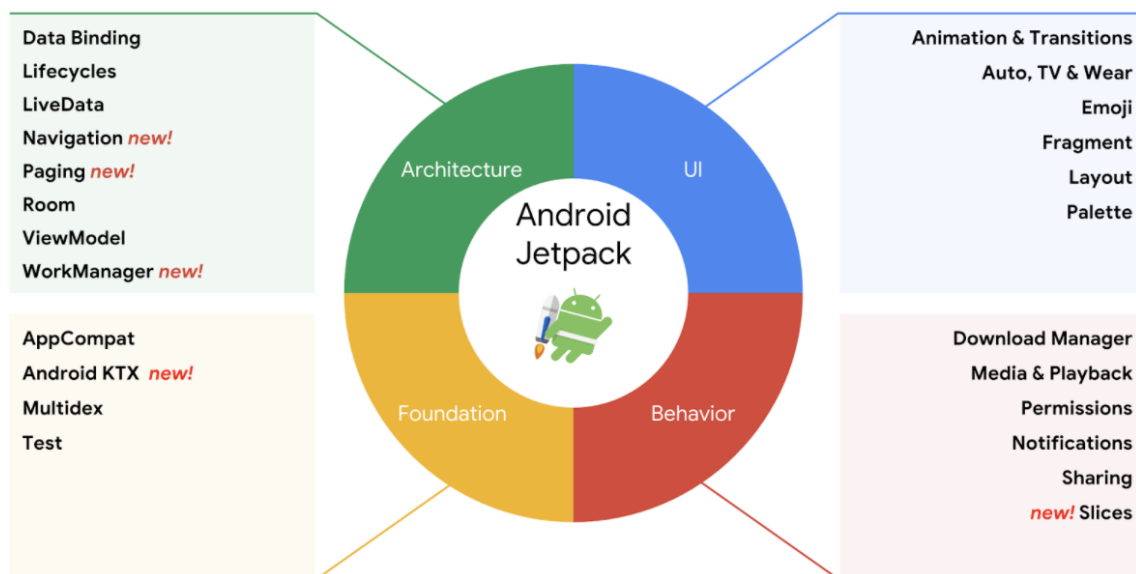 Data Binding
Lifecycles
LiveData
Navigation new!
Paging new!
Room
ViewModel
WorkManager new!
AppCompat
Android KTX new!
Multidex
Test
Architecture
UI
Android
Jetpack
Foundation
Behavior
Animation & Transitions
Auto, TV & Wear
Emoji
Fragment
Layout
Palette
Download Manager
Media & Playback
Permissions
Notifications
Sharing
new! Slices